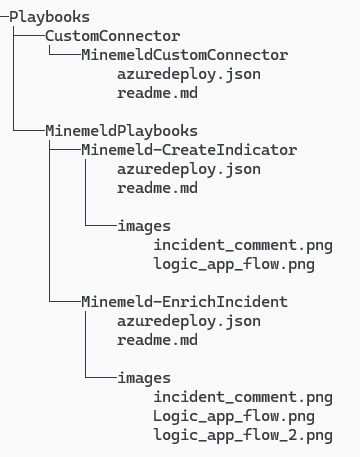 Playbooks
CustomConnector
MinemeldCustomConnector
azuredeploy.json
readme.md
MinemeldPlaybooks
Minemeld-CreateIndicator
azuredeploy.json
readme.md
images
incident_comment.png
logic_app_flow.png
Minemeld-EnrichIncident
azuredeploy.json
readme.md
images
incident_comment.png
Logic_app_flow.png
logic_app_flow_2.png